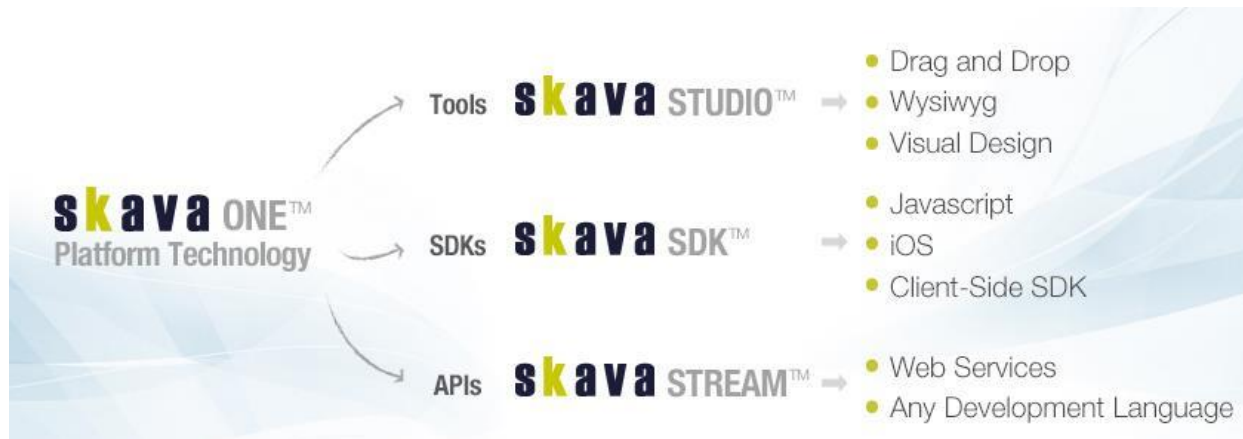 skava ONE™
Platform Technology
Tools skava STUDIO™
Drag and Drop
Wysiwyg
Visual Design
SDKs skava SDK™
Javascript
iOS
Client-Side SDK
APIs skava STREAM™
Web Services
Any Development Language